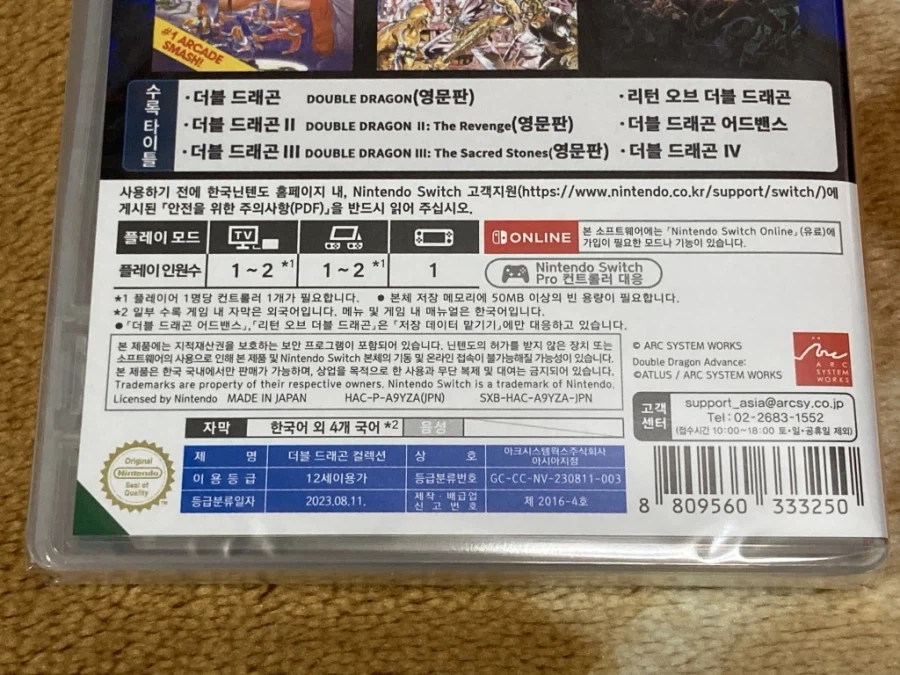 #1 ARCADE
SMASH!
수록 타이틀
·더블 드래곤 DOUBLE DRAGON(영문판)
·더블 드래곤 II DOUBLE DRAGON II: The Revenge(영문판)
·더블 드래곤 III DOUBLE DRAGON III: The Sacred Stones(영문판)
·리턴 오브 더블 드래곤
·더블 드래곤 어드밴스
·더블 드래곤 IV
사용하기 전에 한국닌텐도 홈페이지 내, Nintendo Switch 고객지원(https://www.nintendo.co.kr/support/switch/)에
게시된 「안전을 위한 주의사항(PDF)」을 반드시 읽어 주십시오.
플레이 모드 TV
플레이 인원수 1~2 *1 1~2 *1 1
ONLINE
본 소프트웨어에는 「Nintendo Switch Online」(유료)에
가입이 필요한 모드나 기능이 있습니다.
Nintendo Switch
Pro 컨트롤러 대응
*1 플레이어 1명당 컨트롤러 1개가 필요합니다. ● 본체 저장 메모리에 50MB 이상의 빈 용량이 필요합니다.
*2 일부 수록 게임 내 자막은 외국어입니다. 메뉴 및 게임 내 매뉴얼은 한국어입니다.
● 「더블 드래곤 어드밴스」,「리턴 오브 더블 드래곤」은 「저장 데이터 맡기기」에만 대응하고 있습니다.
본 제품에는 지적재산권을 보호하는 보안 프로그램이 포함되어 있습니다. 닌텐도의 허가를 받지 않은 장치 또는
소프트웨어의 사용으로 인해 본 제품 및 Nintendo Switch 본체의 기동 및 온라인 접속이 불가능해질 가능성이 있습니다.
본 제품은 한국 국내에서만 판매가 가능하며, 상업을 목적으로 한 사용과 무단 복제 및 대여는 금지되어 있습니다.
Trademarks are property of their respective owners. Nintendo Switch is a trademark of Nintendo.
Licensed by Nintendo MADE IN JAPAN HAC-P-A9YZA(JPN) SXB-HAC-A9YZA-JPN
© ARC SYSTEM WORKS
Double Dragon Advance:
©ATLUS / ARC SYSTEM WORKS
ARC
SYSTEM
WORKS
고객
센터
support_asia@arcsy.co.jp
Tel:02-2683-1552
(접수시간 10:00~18:00 토·일·공휴일 제외)
자막 한국어 외 4개 국어 *2 음성
Original
Nintendo
Seal of
Quality
제 명 더블 드래곤 컬렉션 상 호 아크시스템웍스주식회사 아시아지점
이용등급 12세이용가 등급분류번호 GC-CC-NV-230811-003
등급분류일자 2023.08.11. 제작·배급업 신고번호 제 2016-4호
8 809560 333250